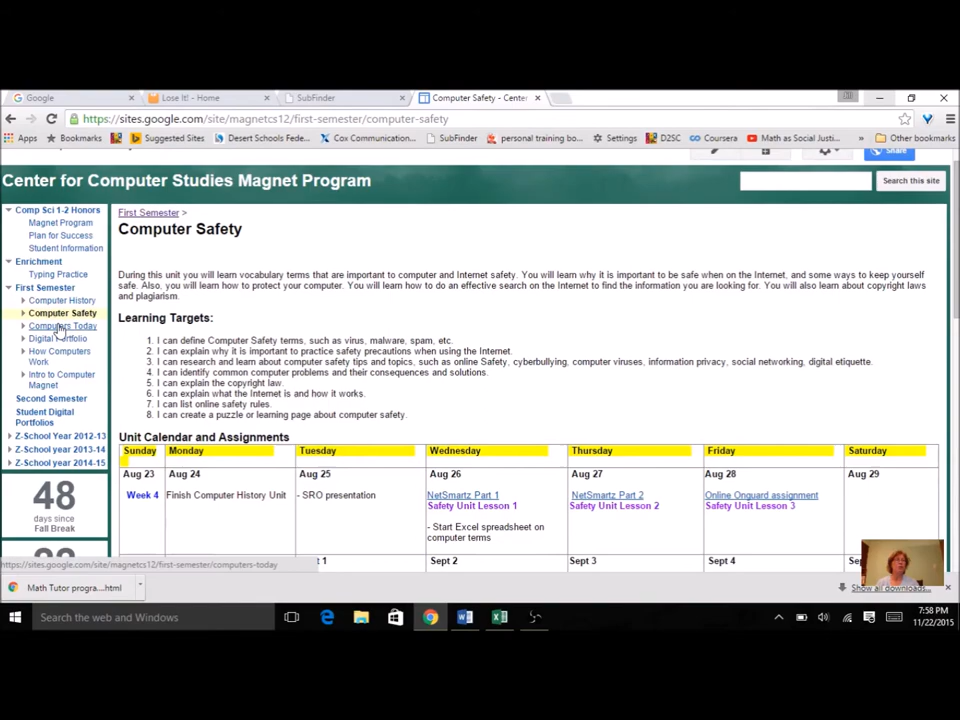 Google
Lose It! - Home
SubFinder
Computer Safety - Center
https://sites.google.com/site/magnetcs12/first-semester/computer-safety
Apps
Bookmarks
Suggested Sites
Desert Schools Fede...
Cox Communication...
SubFinder
personal training bo...
Settings
D2SC
Coursera
Math as Social Justi...
»
Other bookmarks
Share
Center for Computer Studies Magnet Program
Search this site
Comp Sci 1-2 Honors
Magnet Program
Plan for Success
Student Information
Enrichment
Typing Practice
First Semester
Computer History
Computer Safety
Computers Today
Digital Portfolio
How Computers
Work
Intro to Computer
Magnet
Second Semester
Student Digital
Portfolios
Z-School Year 2012-13
Z-School year 2013-14
Z-School year 2014-15
48
days since
Fall Break
First Semester >
Computer Safety
During this unit you will learn vocabulary terms that are important to computer and Internet safety. You will learn why it is important to be safe when on the Internet, and some ways to keep yourself
safe. Also, you will learn how to protect your computer. You will learn how to do an effective search on the Internet to find the information you are looking for. You will also learn about copyright laws
and plagiarism.
Learning Targets:
1. I can define Computer Safety terms, such as virus, malware, spam, etc.
2. I can explain why it is important to practice safety precautions when using the Internet.
3. I can research and learn about computer safety tips and topics, such as online Safety, cyberbullying, computer viruses, information privacy, social networking, digital etiquette.
4. I can identify common computer problems and their consequences and solutions.
5. I can explain the copyright law.
6. I can explain what the Internet is and how it works.
7. I can list online safety rules.
8. I can create a puzzle or learning page about computer safety.
Unit Calendar and Assignments
Sunday Monday Tuesday Wednesday Thursday Friday Saturday
Aug 23 Aug 24 Aug 25 Aug 26 Aug 27 Aug 28 Aug 29
Week 4 Finish Computer History Unit - SRO presentation NetSmartz Part 1 NetSmartz Part 2 Online Onguard assignment
Safety Unit Lesson 1 Safety Unit Lesson 2 Safety Unit Lesson 3
- Start Excel spreadsheet on
computer terms
t 1 Sept 2 Sept 3 Sept 4
https://sites.google.com/site/magnetcs12/first-semester/computers-today
Math Tutor progra....html
Show all downloads...
Search the web and Windows
7:58 PM
11/22/2015